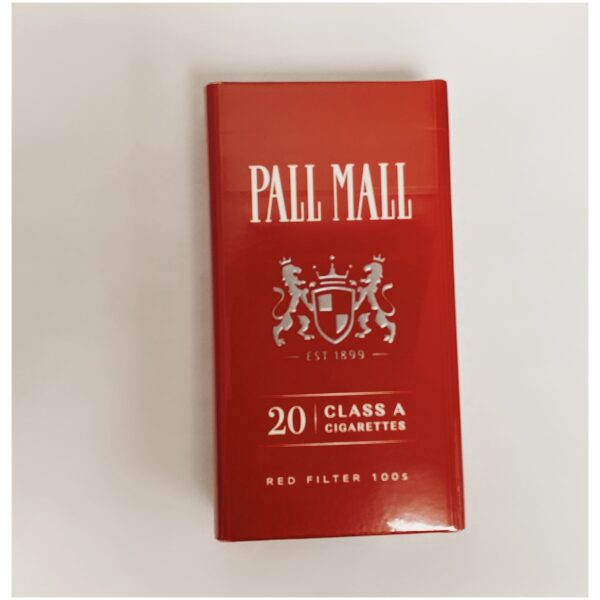 PALL MALL
EST 1899
20 CLASS A
CIGARETTES
RED FILTER 100s